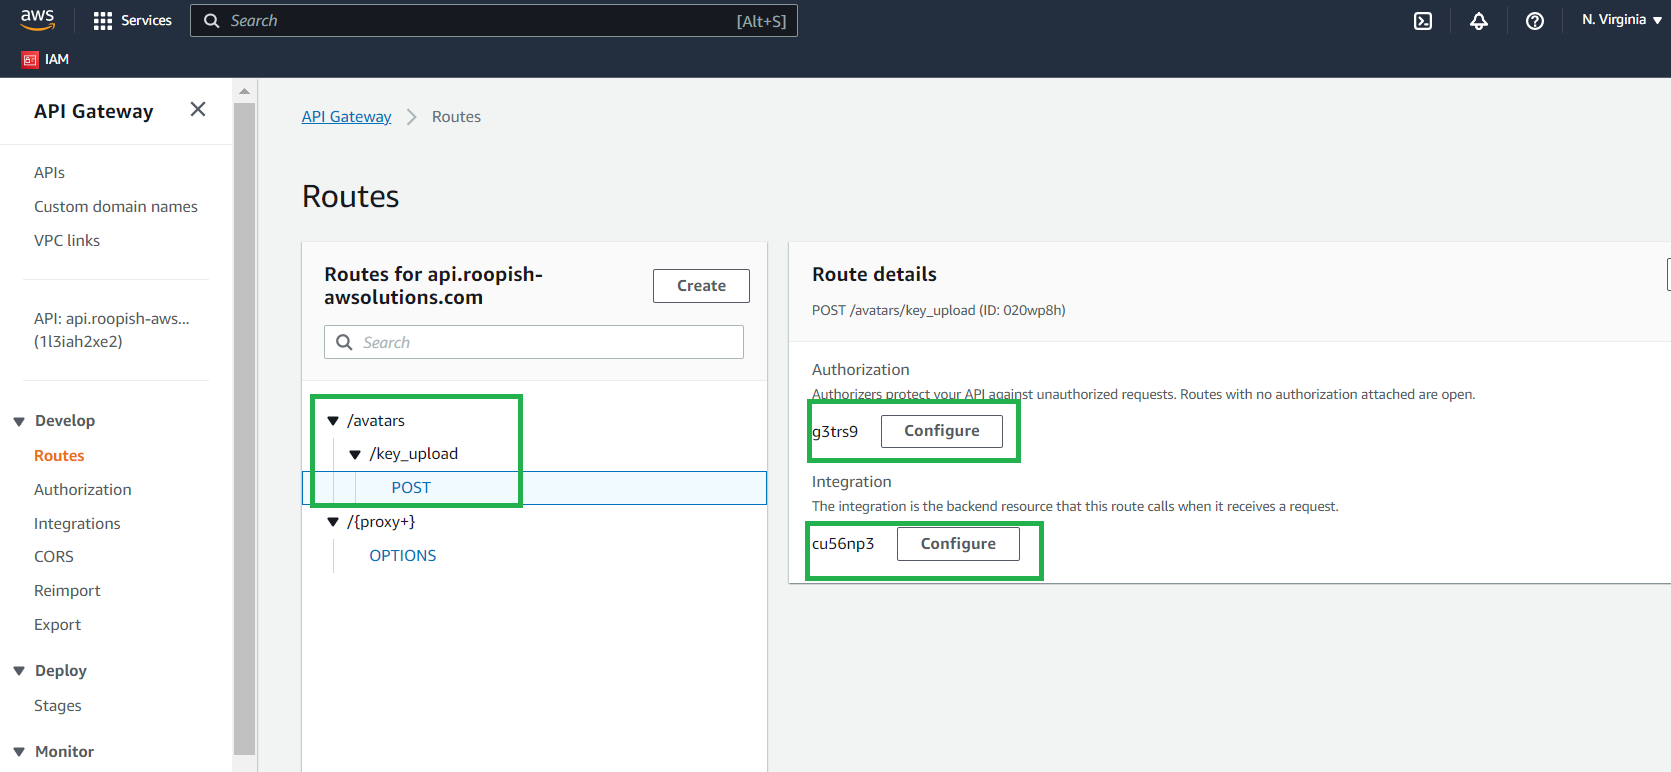 aws
Services
Search
[Alt+S]
N. Virginia
IAM
API Gateway
APIs
Custom domain names
VPC links
API: api.roopish-aws...
(1l3iah2xe2)
Develop
Routes
Authorization
Integrations
CORS
Reimport
Export
Deploy
Stages
Monitor
API Gateway
Routes
Routes
Routes for api.roopish-
awsolutions.com
Create
Search
/avatars
/key_upload
POST
/{proxy+}
OPTIONS
Route details
POST /avatars/key_upload (ID: 020wp8h)
Authorization
Authorizers protect your API against unauthorized requests. Routes with no authorization attached are open.
g3trs9
Configure
Integration
The integration is the backend resource that this route calls when it receives a request.
cu56np3
Configure